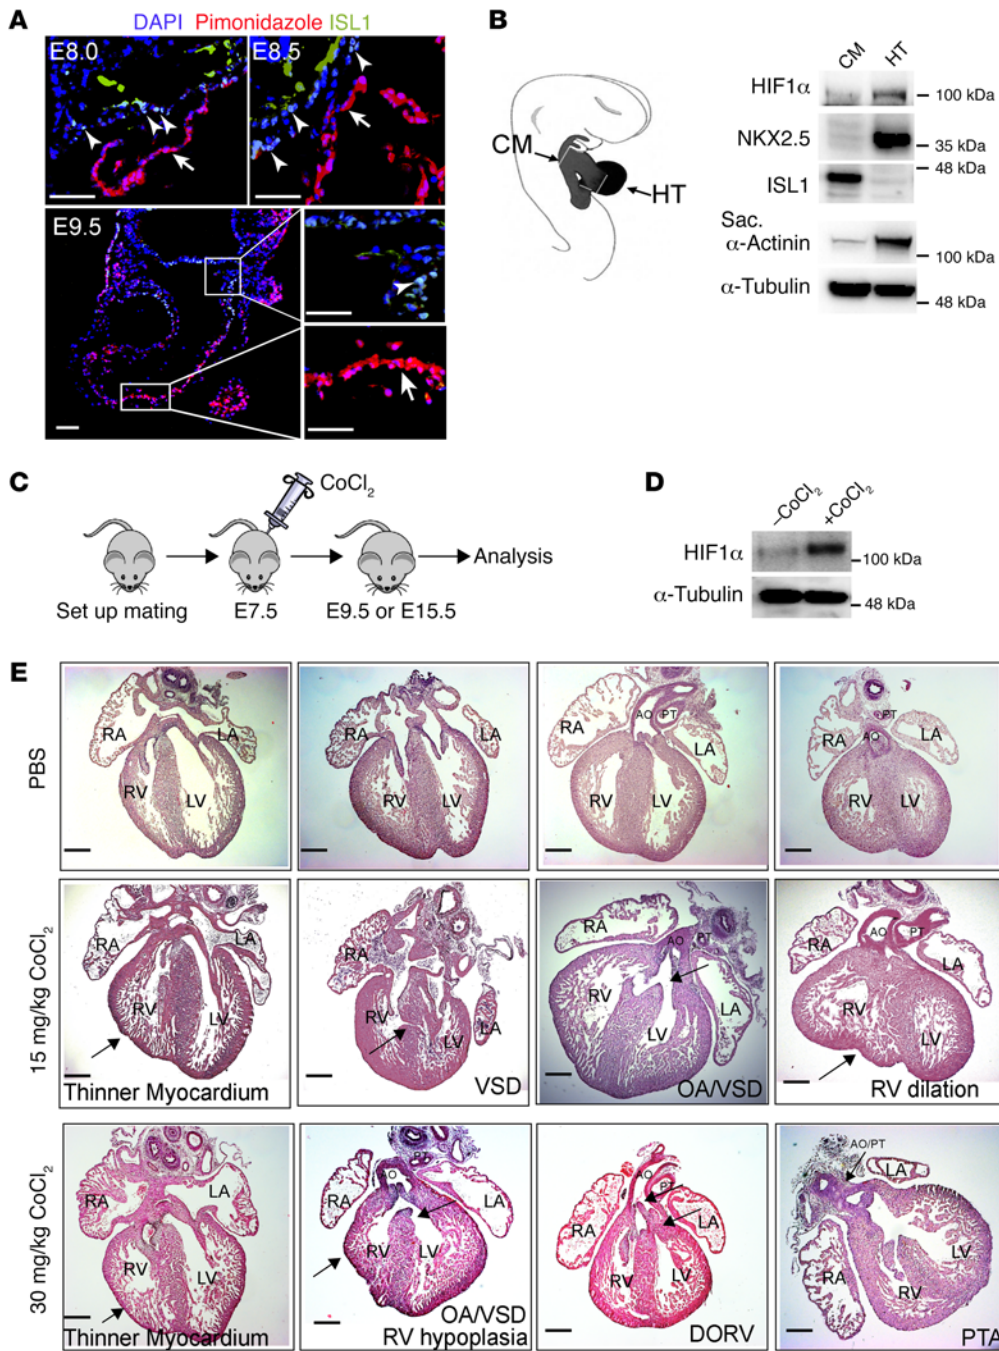 A
DAPI Pimonidazole ISL1
E8.0
E8.5
E9.5
B
CM
HT
CM HT
HIF1α
100 kDa
NKX2.5
35 kDa
48 kDa
ISL1
Sac.
α-Actinin
100 kDa
α-Tubulin
48 kDa
C
CoCl2
Set up mating
E7.5
E9.5 or E15.5
Analysis
D
–CoCl2
+CoCl2
HIF1α
100 kDa
α-Tubulin
48 kDa
E
PBS
RA
LA
RV
LV
RA
LA
RV
LV
RA
AO
PT
LA
RV
LV
RA
PT
AO
LA
RV
LV
15 mg/kg CoCl2
RA
LA
RV
LV
Thinner Myocardium
RA
RV
LA
VSD
RA
AO
PT
RV
LV
LA
OA/VSD
RA
AO
PT
LA
RV
LV
RV dilation
30 mg/kg CoCl2
RA
LA
RV
LV
Thinner Myocardium
RA
AO
PT
LA
RV
LV
OA/VSD
RV hypoplasia
RA
AO
PT
LA
RV
LV
DORV
AO/PT
LA
RA
LV
RV
PTA